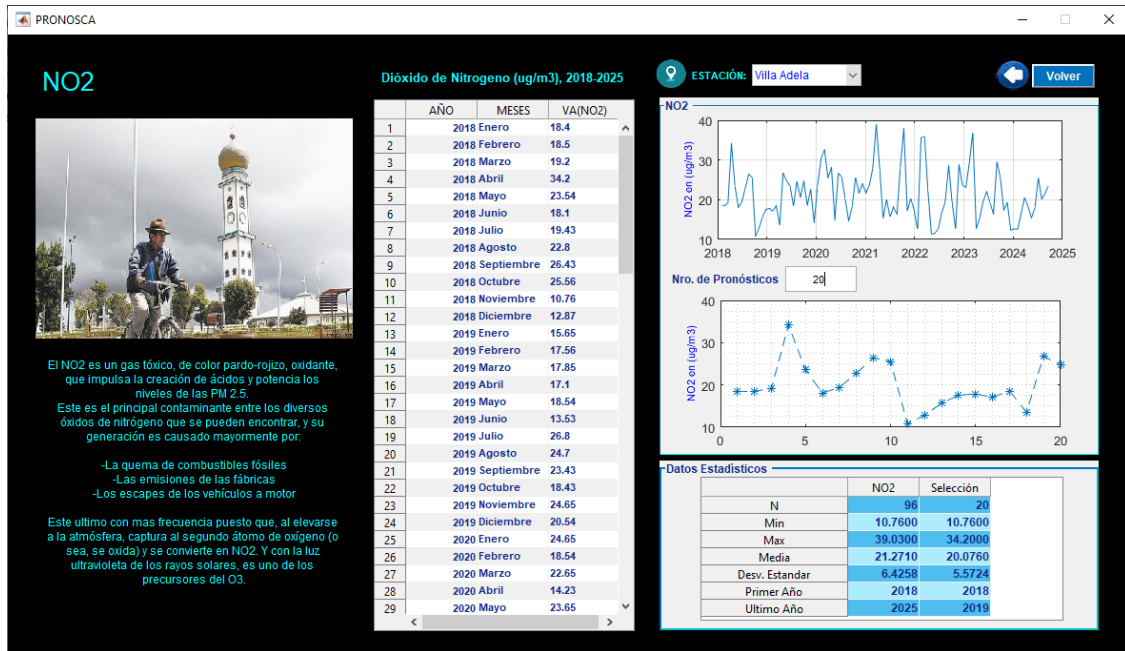 PRONOSCA
NO2
El NO2 es un gas tóxico, de color pardo-rojizo, oxidante,
que impulsa la creación de ácidos y potencia los
niveles de las PM 2.5.
Este es el principal contaminante entre los diversos
óxidos de nitrógeno que se pueden encontrar, y su
generación es causado mayormente por:
-La quema de combustibles fósiles
-Las emisiones de las fábricas
-Los escapes de los vehículos a motor
Este ultimo con mas frecuencia puesto que, al elevarse
a la atmósfera, captura al segundo átomo de oxígeno (o
sea, se oxida) y se convierte en NO2. Y con la luz
ultravioleta de los rayos solares, es uno de los
precursores del O3.
Dióxido de Nitrogeno (ug/m3), 2018-2025
AÑO MESES VA(NO2)
1 2018 Enero 18.4
2 2018 Febrero 18.5
3 2018 Marzo 19.2
4 2018 Abril 34.2
5 2018 Mayo 23.54
6 2018 Junio 18.1
7 2018 Julio 19.43
8 2018 Agosto 22.8
9 2018 Septiembre 26.43
10 2018 Octubre 25.56
11 2018 Noviembre 10.76
12 2018 Diciembre 12.87
13 2019 Enero 15.65
14 2019 Febrero 17.56
15 2019 Marzo 17.85
16 2019 Abril 17.1
17 2019 Mayo 18.54
18 2019 Junio 13.53
19 2019 Julio 26.8
20 2019 Agosto 24.7
21 2019 Septiembre 23.43
22 2019 Octubre 18.43
23 2019 Noviembre 24.65
24 2019 Diciembre 20.54
25 2020 Enero 24.65
26 2020 Febrero 18.54
27 2020 Marzo 22.65
28 2020 Abril 14.23
29 2020 Mayo 23.65
ESTACIÓN: Villa Adela
Volver
NO2
NO2 en (ug/m3)
40
30
20
10
2018 2019 2020 2021 2022 2023 2024 2025
Nro. de Pronósticos 20
NO2 en (ug/m3)
40
30
20
10
0 5 10 15 20
Datos Estadísticos
NO2 Selección
N 96 20
Min 10.7600 10.7600
Max 39.0300 34.2000
Media 21.2710 20.0760
Desv. Estandar 6.4258 5.5724
Primer Año 2018 2018
Ultimo Año 2025 2019